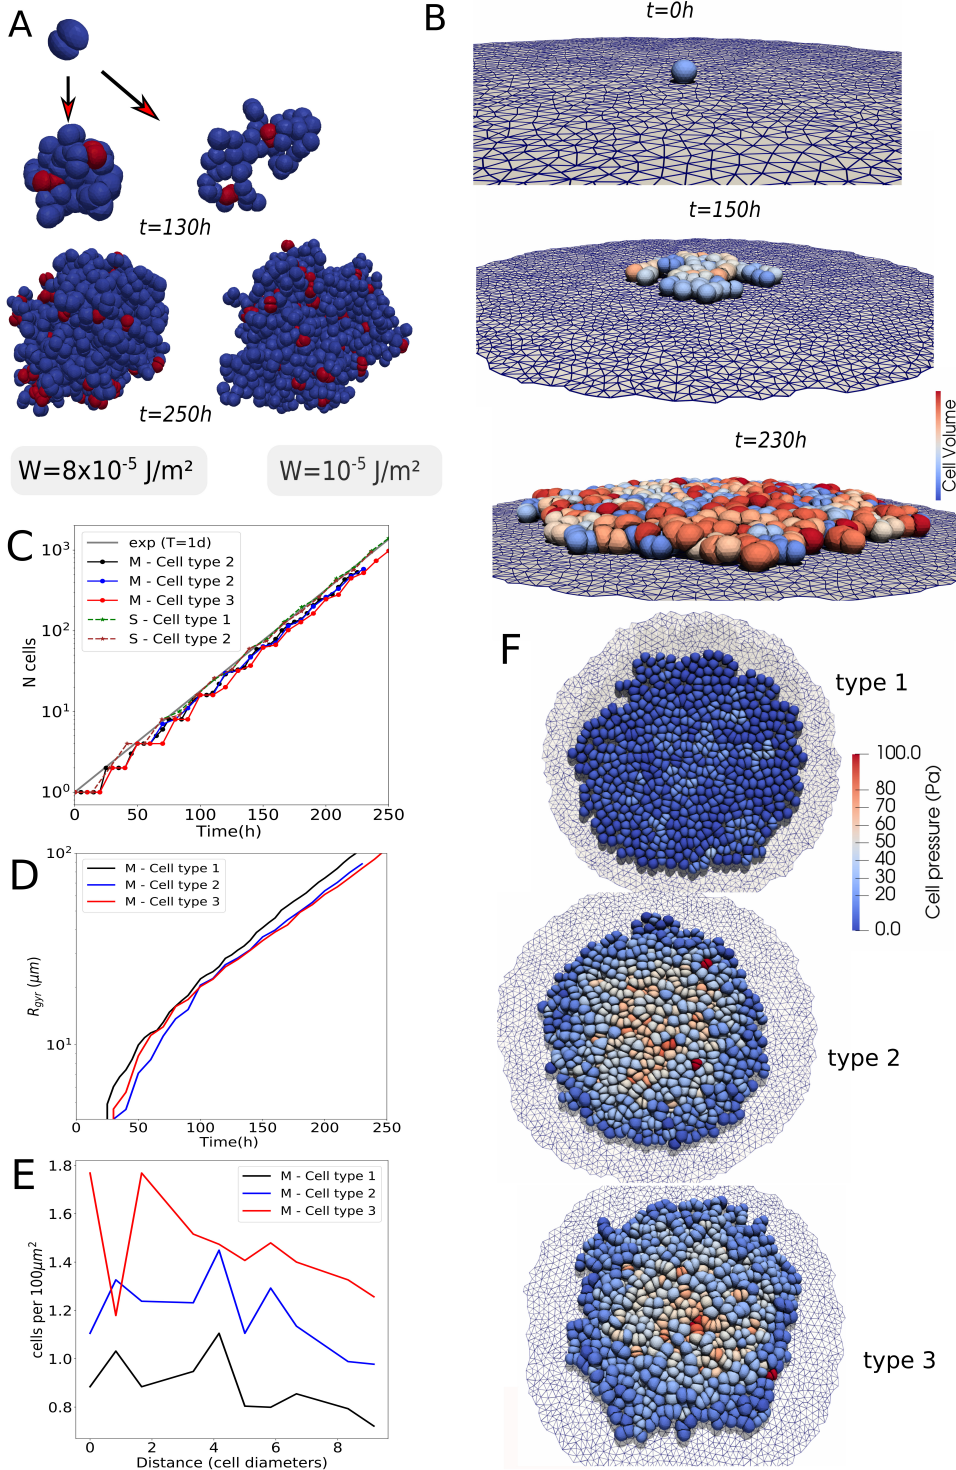 A
t=130h
t=250h
W=8x10-5 J/m²
W=10-5 J/m²
B
t=0h
t=150h
t=230h
Cell Volume
C
exp (T=1d)
M - Cell type 2
M - Cell type 2
M - Cell type 3
S - Cell type 1
S - Cell type 2
N cells
10³
10²
10¹
10⁰
0 50 100 150 200 250
Time(h)
D
M - Cell type 1
M - Cell type 2
M - Cell type 3
Rgyr (μm)
10²
10¹
0 50 100 150 200 250
Time(h)
E
M - Cell type 1
M - Cell type 2
M - Cell type 3
cells per 100μm²
1.8
1.6
1.4
1.2
1.0
0.8
0 2 4 6 8
Distance (cell diameters)
F
type 1
type 2
type 3
100.0
80
70
60
50
40
30
20
0.0
Cell pressure (Pa)